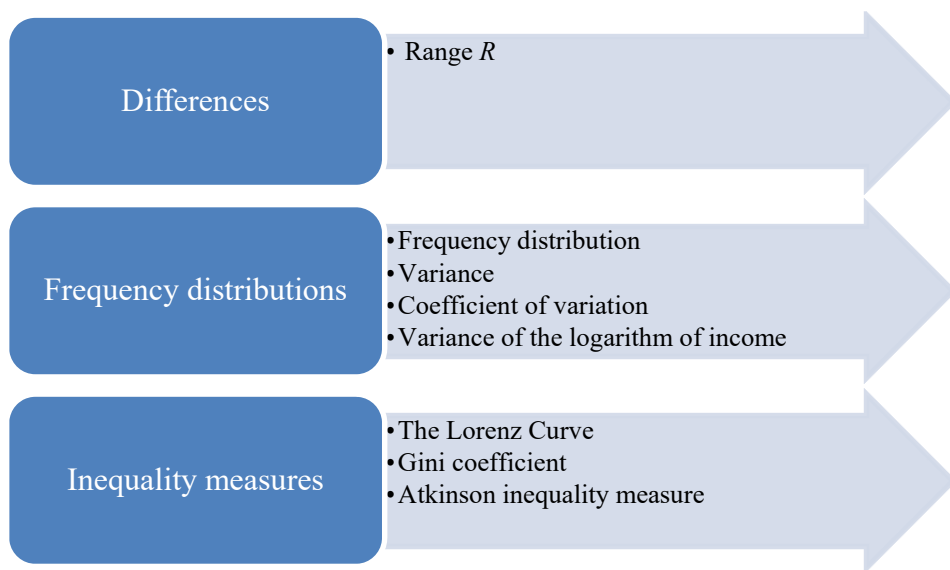 Differences
• Range R
Frequency distributions
•Frequency distribution
•Variance
•Coefficient of variation
•Variance of the logarithm of income
Inequality measures
•The Lorenz Curve
•Gini coefficient
•Atkinson inequality measure